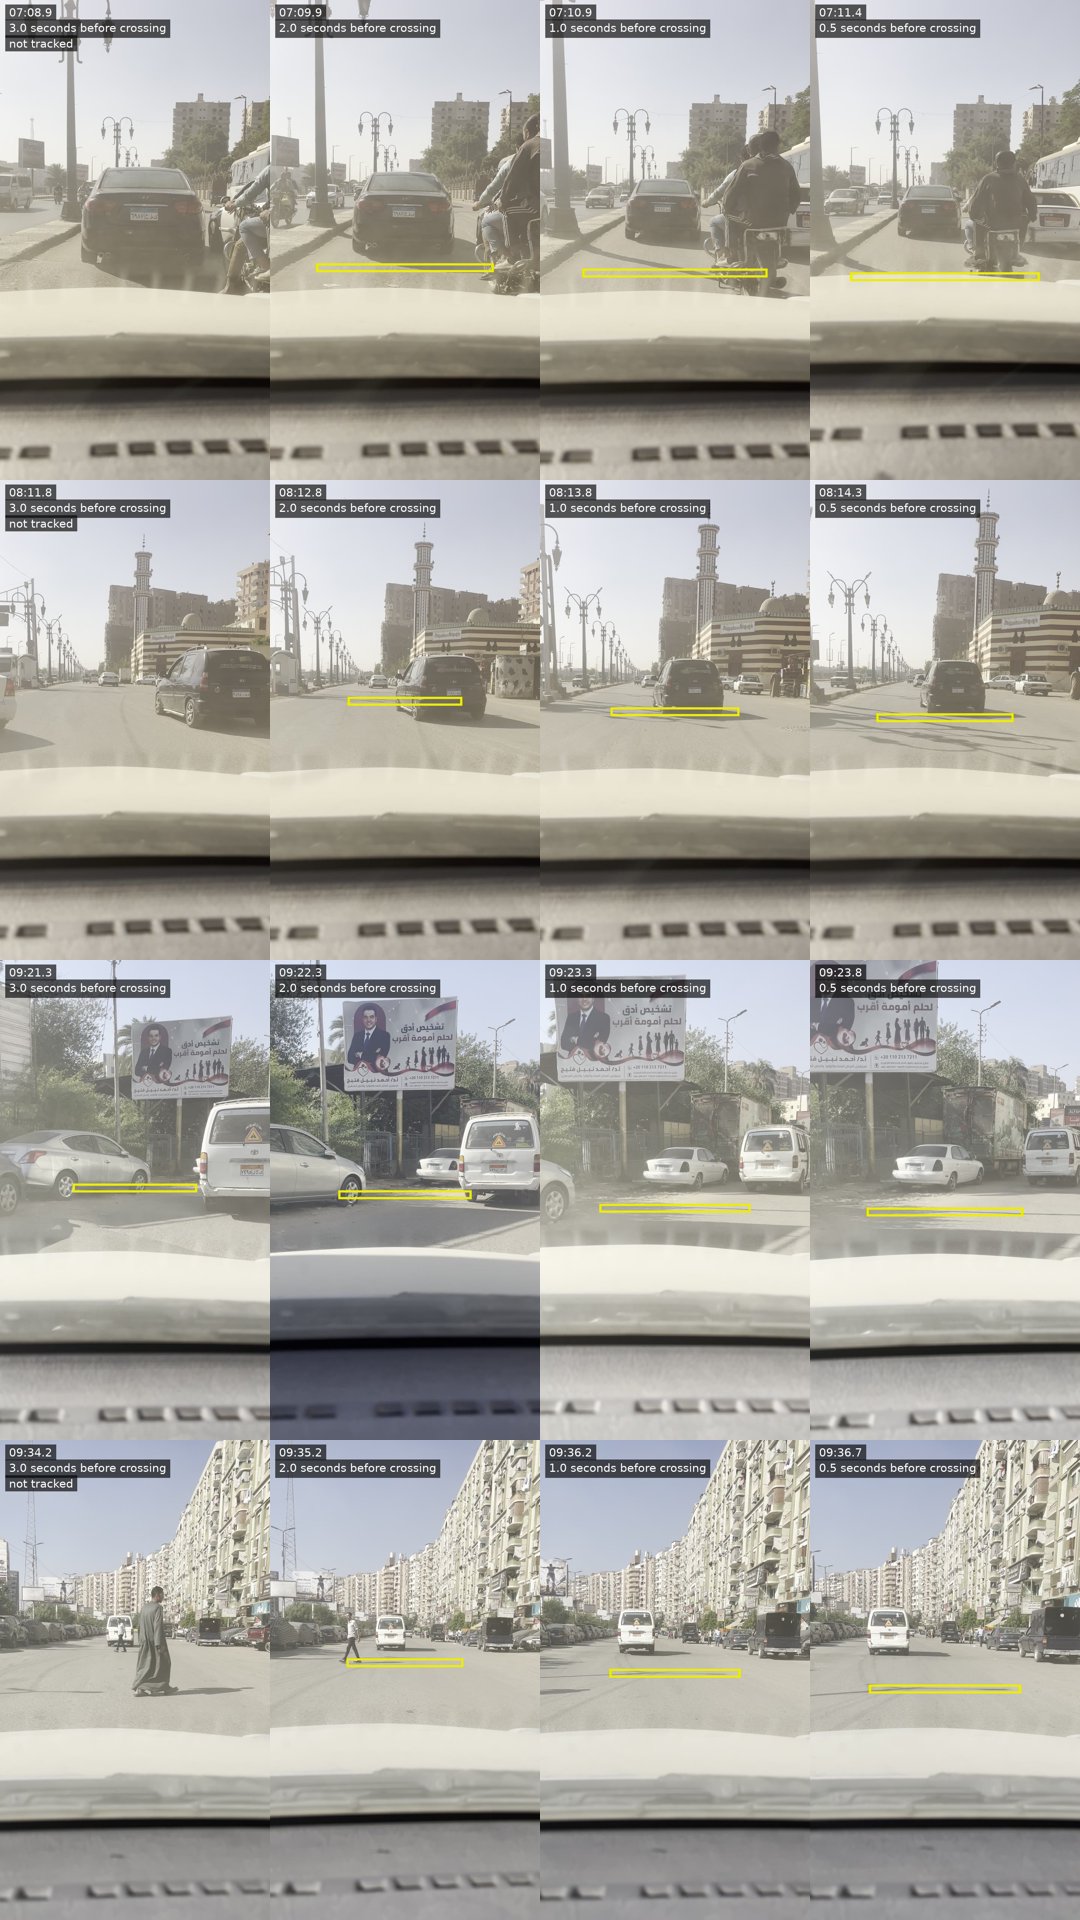 07:08.9
3.0 seconds before crossing
not tracked
07:09.9
2.0 seconds before crossing
07:10.9
1.0 seconds before crossing
07:11.4
0.5 seconds before crossing
08:11.8
3.0 seconds before crossing
not tracked
08:12.8
2.0 seconds before crossing
08:13.8
1.0 seconds before crossing
08:14.3
0.5 seconds before crossing
09:21.3
3.0 seconds before crossing
تشخيص أدق
لحلم أمومة أقرب
09:22.3
2.0 seconds before crossing
تشخيص أدق
لحلم أمومة أقرب
09:23.3
1.0 seconds before crossing
تشخيص أدق
لحلم أمومة أقرب
09:23.8
0.5 seconds before crossing
لحلم أمومة أقرب
09:34.2
3.0 seconds before crossing
not tracked
09:35.2
2.0 seconds before crossing
09:36.2
1.0 seconds before crossing
09:36.7
0.5 seconds before crossing